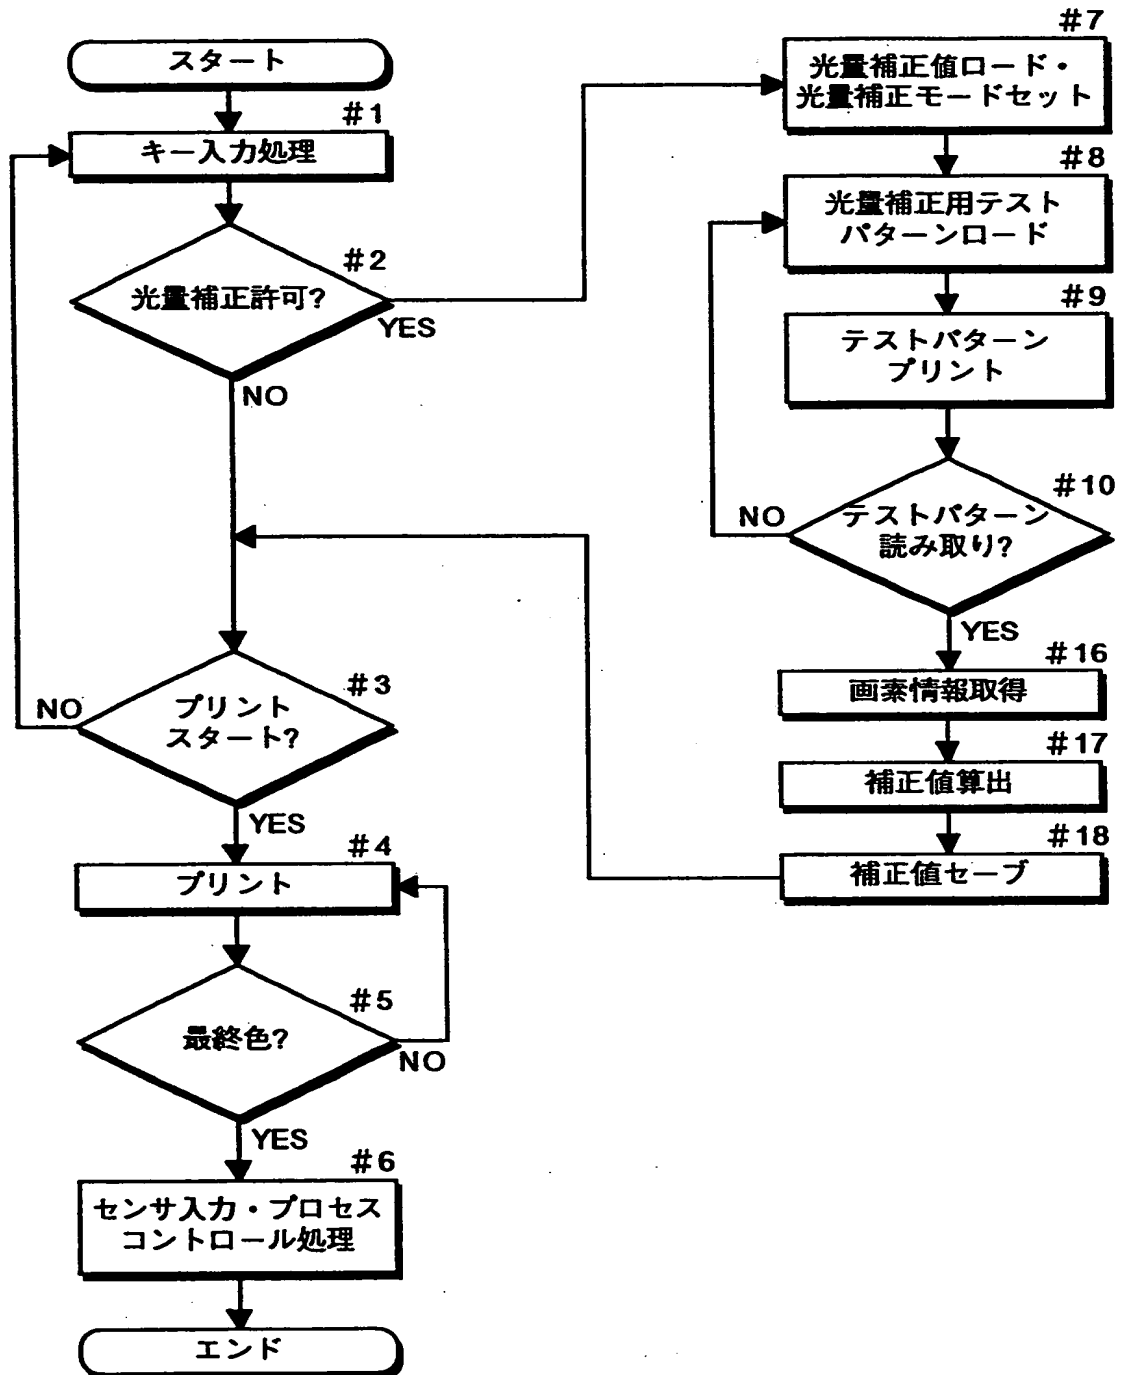 スタート
#1
キー入力処理
#2
光量補正許可?
YES
NO
#3
プリント
スタート?
NO
YES
#4
プリント
#5
最終色?
NO
YES
#6
センサ入力・プロセス
コントロール処理
エンド
#7
光量補正値ロード・
光量補正モードセット
#8
光量補正用テスト
パターンロード
#9
テストパターン
プリント
#10
テストパターン
読み取り?
NO
YES
#16
画素情報取得
#17
補正値算出
#18
補正値セーブ